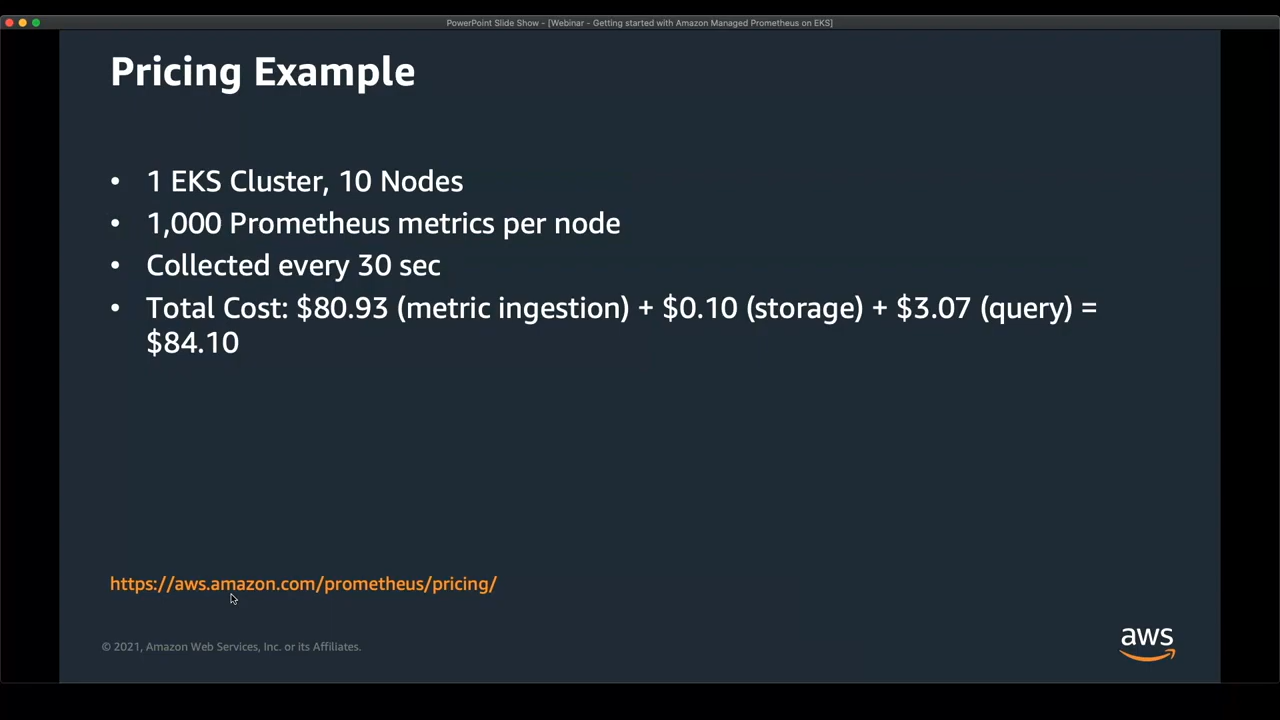 PowerPoint Slide Show - [Webinar - Getting started with Amazon Managed Prometheus on EKS]
Pricing Example
• 1 EKS Cluster, 10 Nodes
• 1,000 Prometheus metrics per node
• Collected every 30 sec
• Total Cost: $80.93 (metric ingestion) + $0.10 (storage) + $3.07 (query) =
$84.10
https://aws.amazon.com/prometheus/pricing/
© 2021, Amazon Web Services, Inc. or its Affiliates.
aws